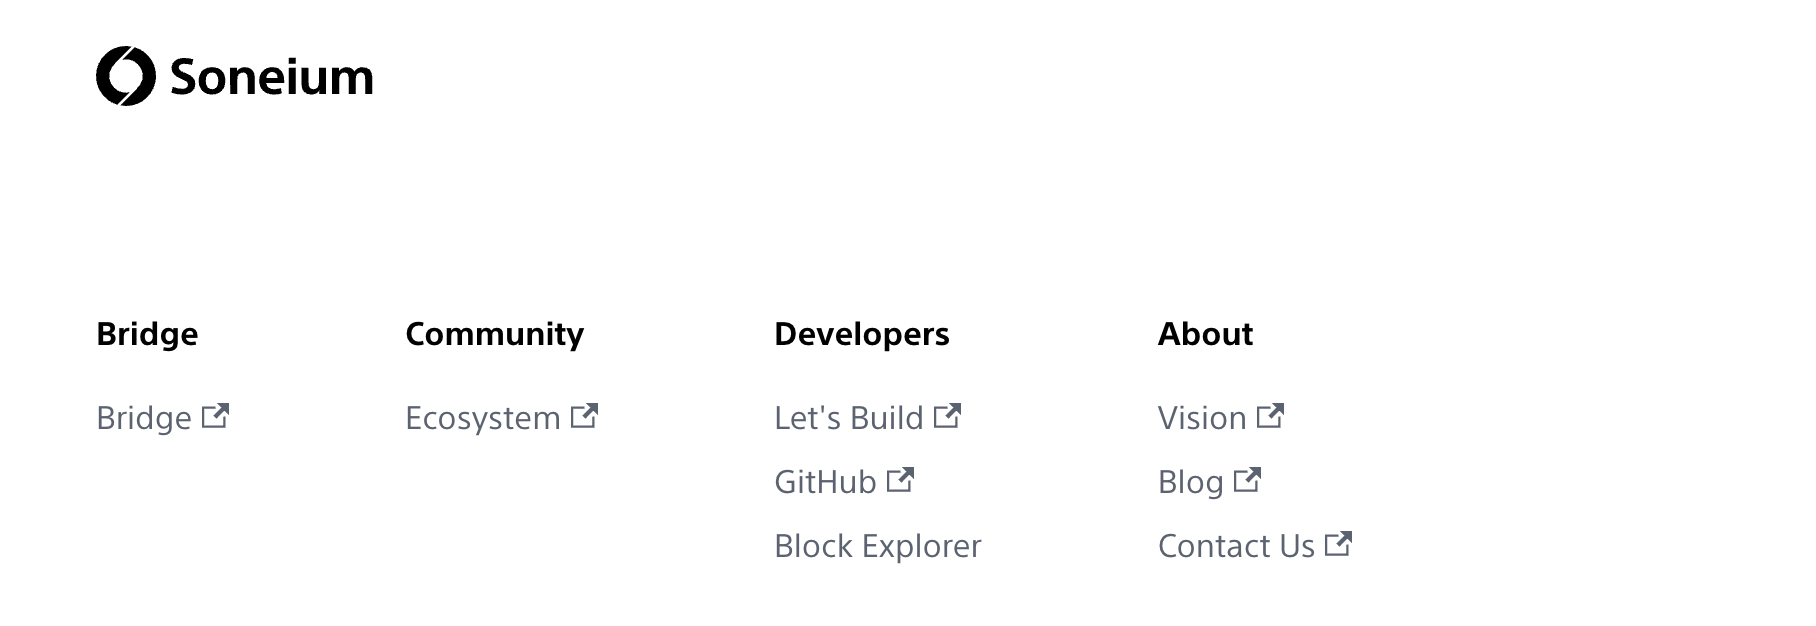 Soneium
Bridge
Bridge
Community
Ecosystem
Developers
Let's Build
GitHub
Block Explorer
About
Vision
Blog
Contact Us